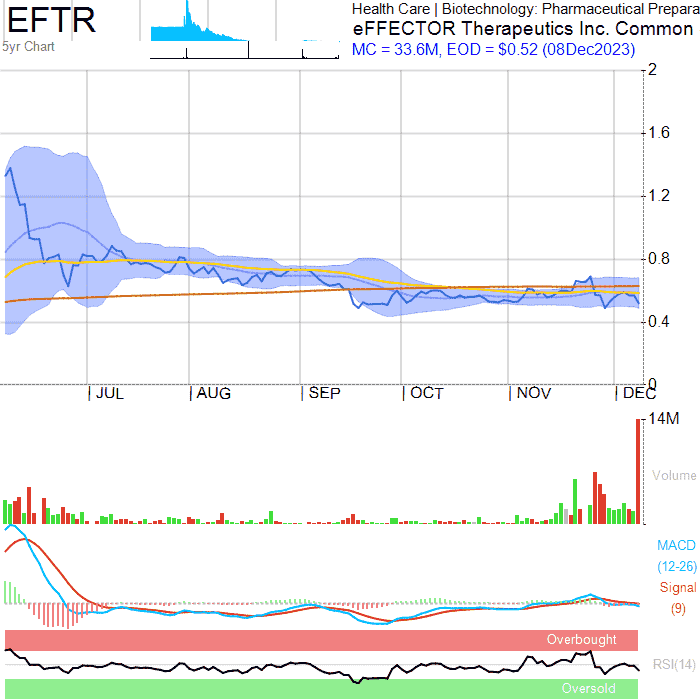 EFTR
5yr Chart
Health Care | Biotechnology: Pharmaceutical Prepara
eFFECTOR Therapeutics Inc. Common
MC = 33.6M, EOD = $0.52 (08Dec2023)
2
1.6
1.2
0.8
0.4
0
JUL AUG SEP OCT NOV DEC
14M
Volume
MACD
(12-26)
Signal
(9)
Overbought
RSI(14)
Oversold